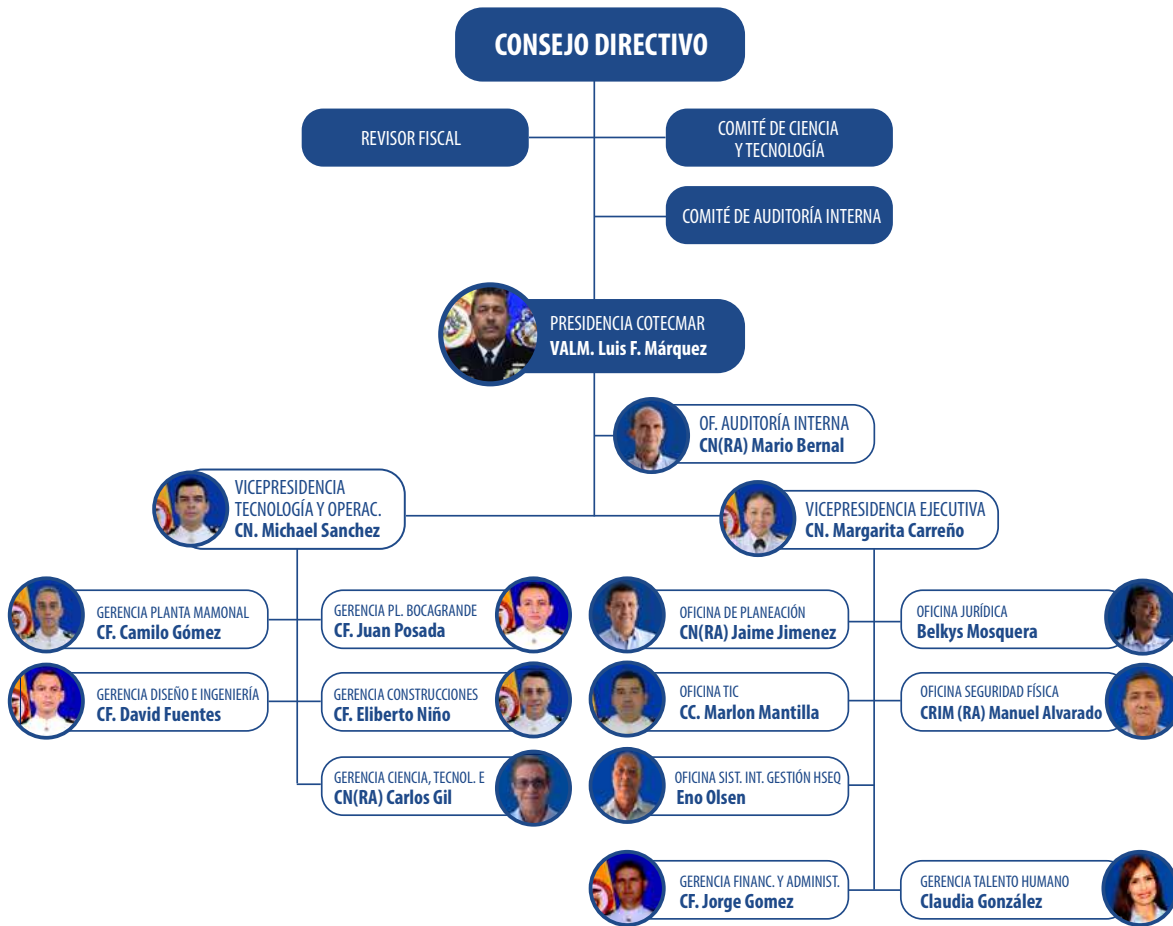 CONSEJO DIRECTIVO
REVISOR FISCAL
COMITÉ DE CIENCIA
Y TECNOLOGÍA
COMITÉ DE AUDITORÍA INTERNA
PRESIDENCIA COTECMAR
VALM. Luis F. Márquez
OF. AUDITORÍA INTERNA
CN(RA) Mario Bernal
VICEPRESIDENCIA
TECNOLOGÍA Y OPERAC.
CN. Michael Sanchez
VICEPRESIDENCIA EJECUTIVA
CN. Margarita Carreño
GERENCIA PLANTA MAMONAL
CF. Camilo Gómez
GERENCIA PL. BOCAGRANDE
CF. Juan Posada
OFICINA DE PLANEACIÓN
CN(RA) Jaime Jimenez
OFICINA JURÍDICA
Belkys Mosquera
GERENCIA DISEÑO E INGENIERÍA
CF. David Fuentes
GERENCIA CONSTRUCCIONES
CF. Eliberto Niño
OFICINA TIC
CC. Marlon Mantilla
OFICINA SEGURIDAD FÍSICA
CRIM (RA) Manuel Alvarado
GERENCIA CIENCIA, TECNOL. E
CN(RA) Carlos Gil
OFICINA SIST. INT. GESTIÓN HSEQ
Eno Olsen
GERENCIA FINANC. Y ADMINIST.
CF. Jorge Gomez
GERENCIA TALENTO HUMANO
Claudia González